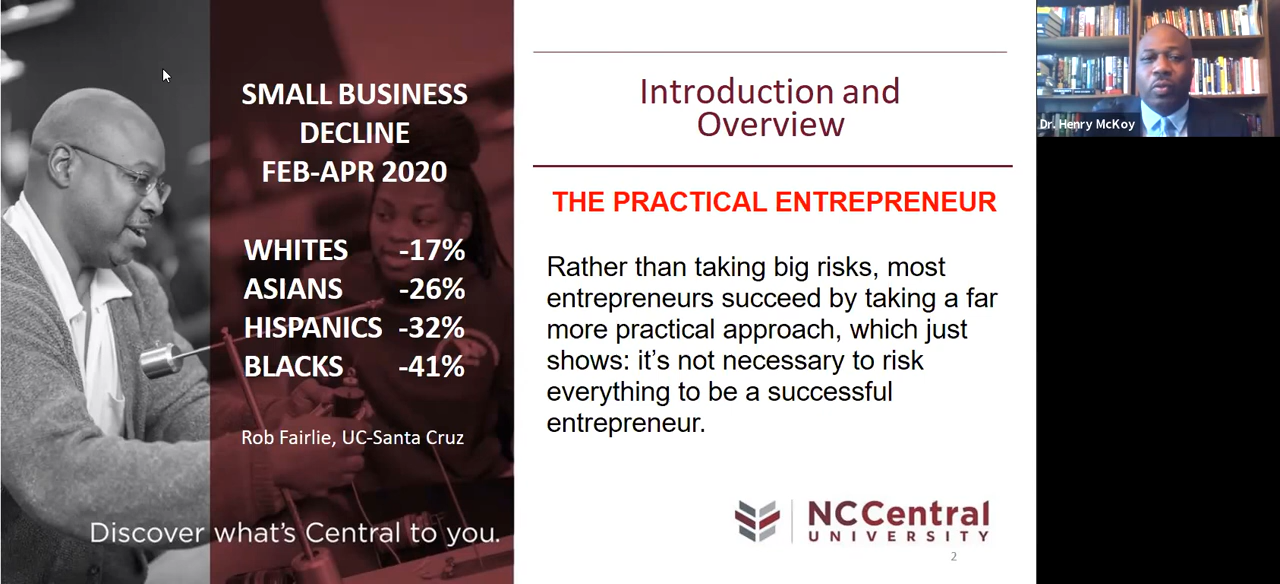 SMALL BUSINESS
DECLINE
FEB-APR 2020
WHITES -17%
ASIANS -26%
HISPANICS -32%
BLACKS -41%
Rob Fairlie, UC-Santa Cruz
Discover what's Central to you.
Introduction and
Overview
THE PRACTICAL ENTREPRENEUR
Rather than taking big risks, most
entrepreneurs succeed by taking a far
more practical approach, which just
shows: it's not necessary to risk
everything to be a successful
entrepreneur.
NCCentral
UNIVERSITY
2
Dr. Henry McKoy